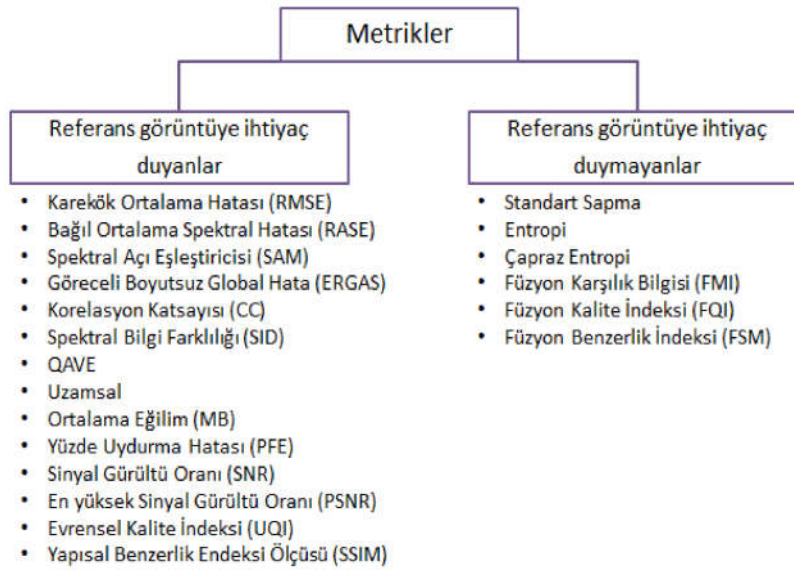 Metrikler
Referans görüntüye ihtiyaç
duyanlar
• Karekök Ortalama Hatası (RMSE)
• Bağıl Ortalama Spektral Hatası (RASE)
• Spektral Açı Eşleştiricisi (SAM)
• Göreceli Boyutsuz Global Hata (ERGAS)
• Korelasyon Katsayısı (CC)
• Spektral Bilgi Farklılığı (SID)
• QAVE
• Uzamsal
• Ortalama Eğilim (MB)
• Yüzde Uydurma Hatası (PFE)
• Sinyal Gürültü Oranı (SNR)
• En yüksek Sinyal Gürültü Oranı (PSNR)
• Evrensel Kalite İndeksi (UQI)
• Yapısal Benzerlik Endeksi Ölçüsü (SSIM)
Referans görüntüye ihtiyaç
duymayanlar
• Standart Sapma
• Entropi
• Çapraz Entropi
• Füzyon Karşılık Bilgisi (FMI)
• Füzyon Kalite İndeksi (FQI)
• Füzyon Benzerlik İndeksi (FSM)